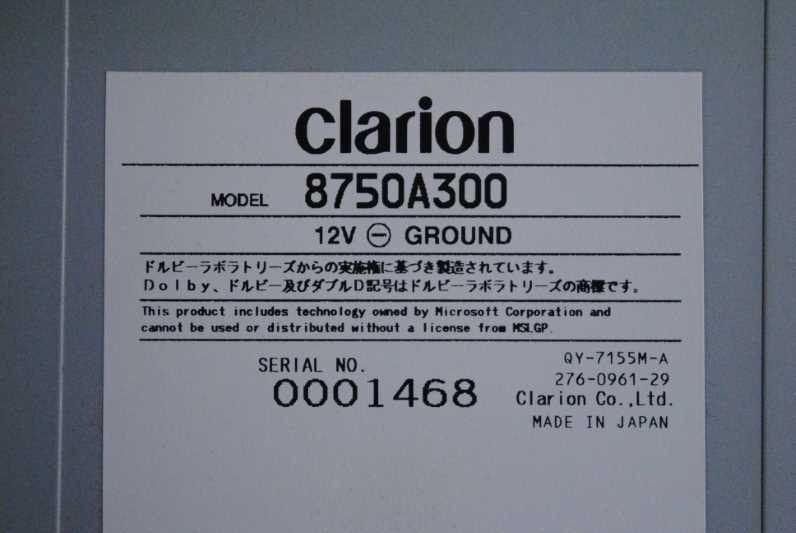 clarion
MODEL 8750A300
12V ⊖ GROUND
ドルビーラボラトリーズからの実施権に基づき製造されています。
Dolby、ドルビー及びダブルD記号はドルビーラボラトリーズの商標です。
This product includes technology owned by Microsoft Corporation and
cannot be used or distributed without a license from MSLGP.
SERIAL NO.
0001468
QY-7155M-A
276-0961-29
Clarion Co.,Ltd.
MADE IN JAPAN